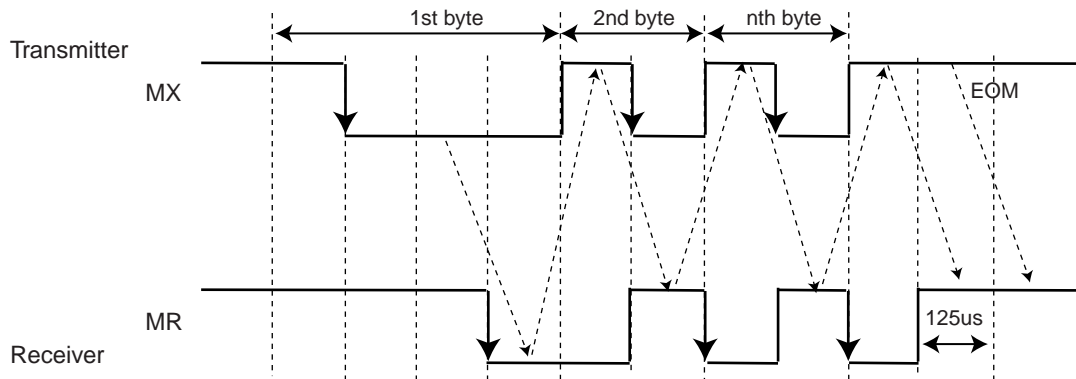 1st byte
2nd byte
nth byte
Transmitter
MX
EOM
MR
125us
Receiver